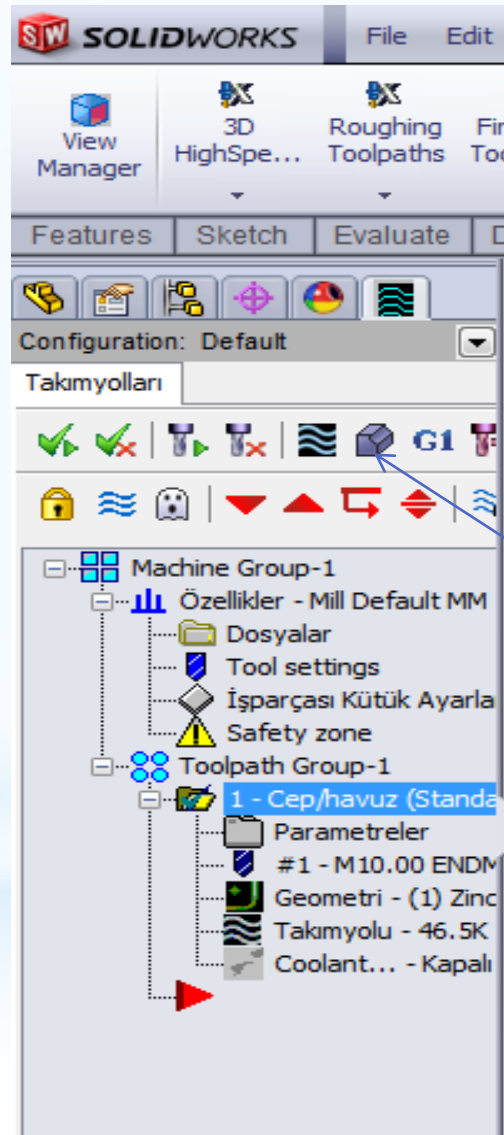 SW SOLIDWORKS File Edit
View Manager
3D HighSpe...
Roughing Toolpaths
Features Sketch Evaluate
Configuration: Default
Takımyolları
G1
Machine Group-1
Özellikler - Mill Default MM
Dosyalar
Tool settings
İşparçası Kütük Ayarla
Safety zone
Toolpath Group-1
1 - Cep/havuz (Standa
Parametreler
#1 - M10.00 ENDM
Geometri - (1) Zinc
Takımyolu - 46.5K
Coolant... - Kapalı